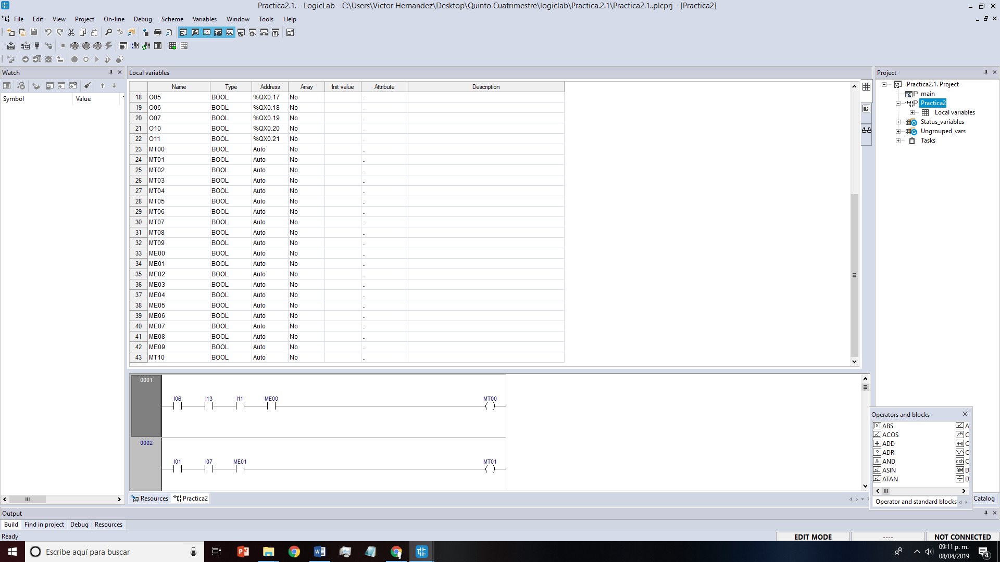 Practica2.1. - LogicLab - C:\Users\Victor Hernandez\Desktop\Quinto Cuatrimestre\logiclab\Practica.2.1\Practica2.1..plcprj - [Practica2]
File Edit View Project On-line Debug Scheme Variables Window Tools Help
Watch
Symbol Value
Local variables
Name Type Address Array Init value Attribute Description
18 O05 BOOL %QX0.17 No ..
19 O06 BOOL %QX0.18 No ..
20 O07 BOOL %QX0.19 No ..
21 O10 BOOL %QX0.20 No ..
22 O11 BOOL %QX0.21 No ..
23 MT00 BOOL Auto No ..
24 MT01 BOOL Auto No ..
25 MT02 BOOL Auto No ..
26 MT03 BOOL Auto No ..
27 MT04 BOOL Auto No ..
28 MT05 BOOL Auto No ..
29 MT06 BOOL Auto No ..
30 MT07 BOOL Auto No ..
31 MT08 BOOL Auto No ..
32 MT09 BOOL Auto No ..
33 ME00 BOOL Auto No ..
34 ME01 BOOL Auto No ..
35 ME02 BOOL Auto No ..
36 ME03 BOOL Auto No ..
37 ME04 BOOL Auto No ..
38 ME05 BOOL Auto No ..
39 ME06 BOOL Auto No ..
40 ME07 BOOL Auto No ..
41 ME08 BOOL Auto No ..
42 ME09 BOOL Auto No ..
43 MT10 BOOL Auto No ..
0001
I06 I13 I11 ME00 MT00
0002
I01 I07 ME01 MT01
Resources Practica2
Project
Practica2.1. Project
main
Practica2
Local variables
Status_variables
Ungrouped_vars
Tasks
Operators and blocks
ABS A
ACOS C
ADD C
ADR C
AND C
ASIN D
ATAN D
Operator and standard blocks
Catalog
Output
Build Find in project Debug Resources
Ready
EDIT MODE ---- NOT CONNECTED
Escribe aquí para buscar
09:11 p. m.
08/04/2019
4